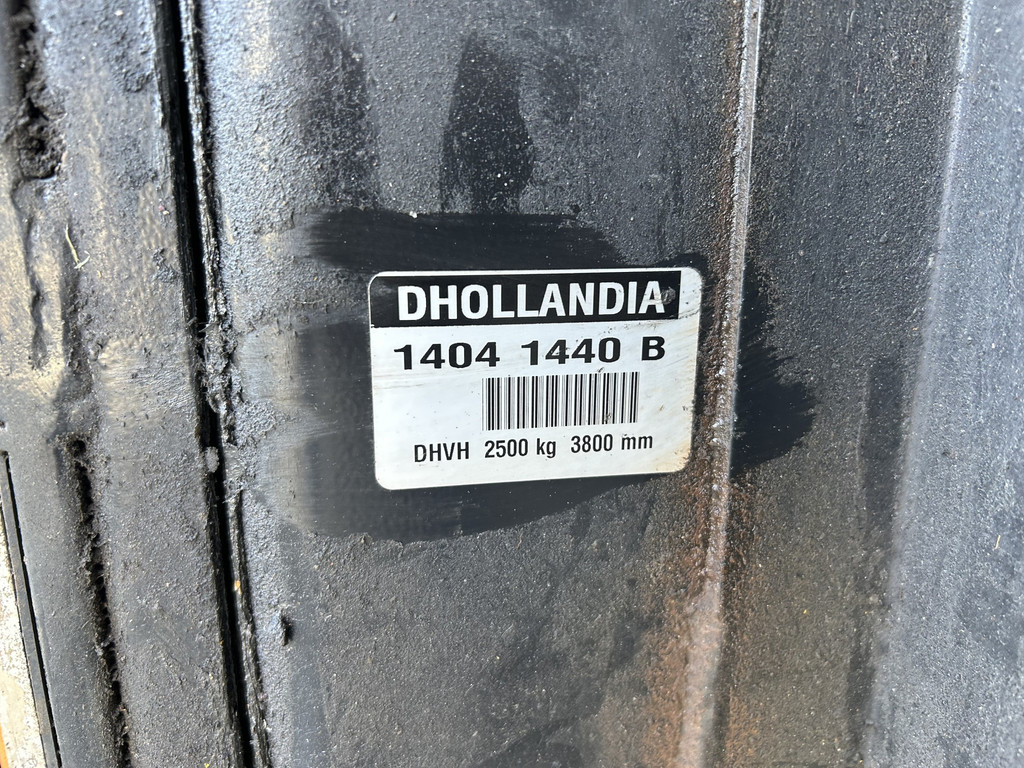 DHOLLANDIA
1404 1440 B
DHVH 2500 kg 3800 mm